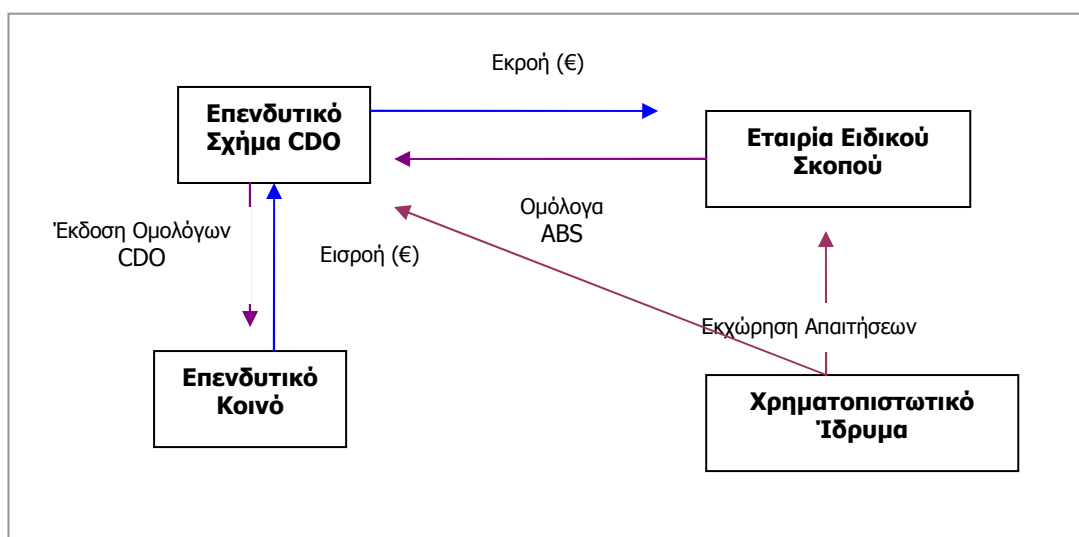 Εκροή (€)
Επενδυτικό
Σχήμα CDO
Εταιρία Ειδικού
Σκοπού
Ομόλογα
ABS
Έκδοση Ομολόγων
CDO
Εισροή (€)
Εκχώρηση Απαιτήσεων
Επενδυτικό
Κοινό
Χρηματοπιστωτικό
Ίδρυμα